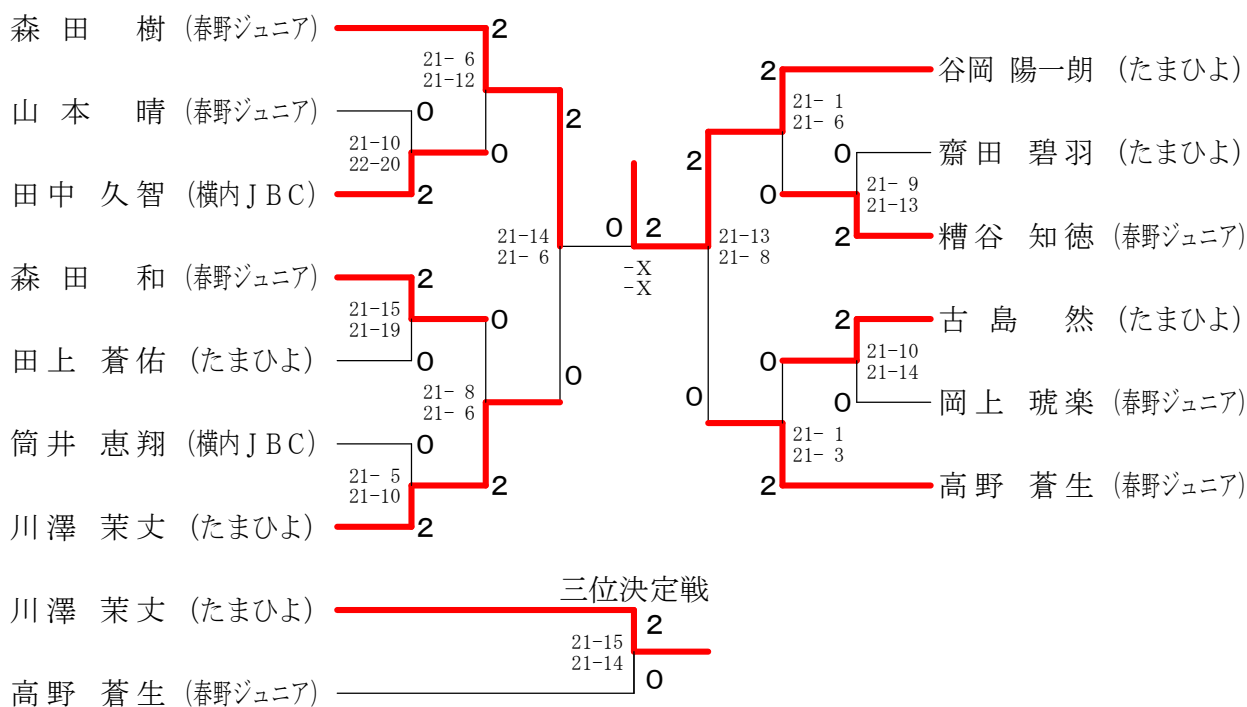 森田 樹 (春野ジュニア)
2
21- 6
21-12
山本 晴 (春野ジュニア)
0
21-10
22-20
0
田中 久智 (横内JBC)
2
2
21-14
21- 6
森田 和 (春野ジュニア)
2
21-15
21-19
0
田上 蒼佑 (たまひよ)
0
0
21- 8
21- 6
筒井 恵翔 (横内JBC)
0
21- 5
21-10
2
川澤 茉丈 (たまひよ)
2
0 2
-X
-X
2 谷岡 陽一朗 (たまひよ)
21- 1
21- 6
2
0 齋田 碧羽 (たまひよ)
21- 9
21-13
0
2 糟谷 知徳 (春野ジュニア)
21-13
21- 8
2 古島 然 (たまひよ)
21-10
21-14
0
0 岡上 琥楽 (春野ジュニア)
0
21- 1
21- 3
2 高野 蒼生 (春野ジュニア)
三位決定戦
川澤 茉丈 (たまひよ)
2
21-15
21-14
0
高野 蒼生 (春野ジュニア)